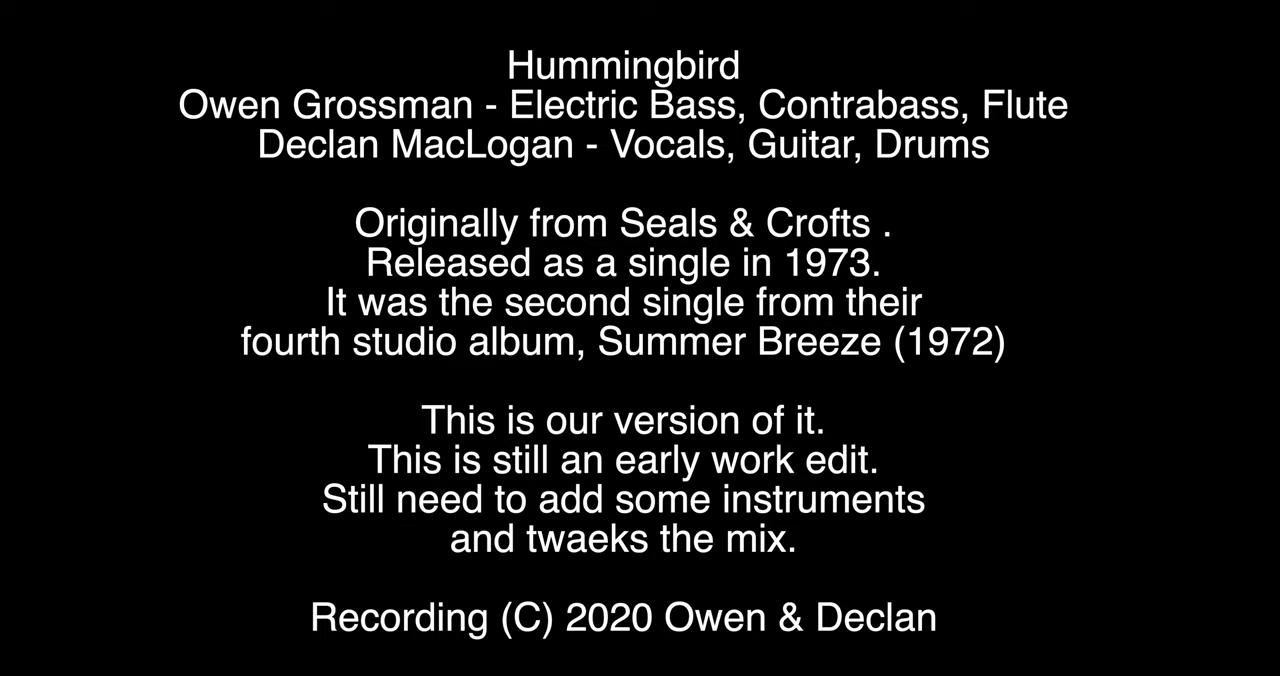 Hummingbird
Owen Grossman - Electric Bass, Contrabass, Flute
Declan MacLogan - Vocals, Guitar, Drums
Originally from Seals & Crofts .
Released as a single in 1973.
It was the second single from their
fourth studio album, Summer Breeze (1972)
This is our version of it.
This is still an early work edit.
Still need to add some instruments
and twaeks the mix.
Recording (C) 2020 Owen & Declan